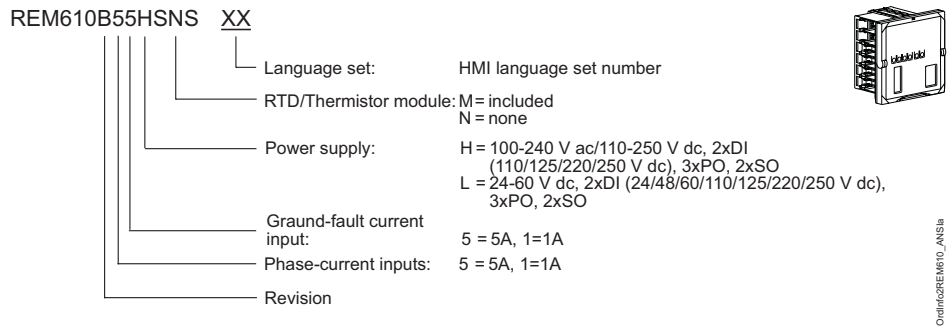 REM610B55HSNS XX
Language set: HMI language set number
RTD/Thermistor module: M= included
N= none
Power supply: H= 100-240 V ac/110-250 V dc, 2xDI
(110/125/220/250 V dc), 3xPO, 2xSO
L = 24-60 V dc, 2xDI (24/48/60/110/125/220/250 V dc),
3xPO, 2xSO
Graund-fault current
input: 5 = 5A, 1=1A
Phase-current inputs: 5 = 5A, 1=1A
Revision
OrdInfo2REM610_ANSIa